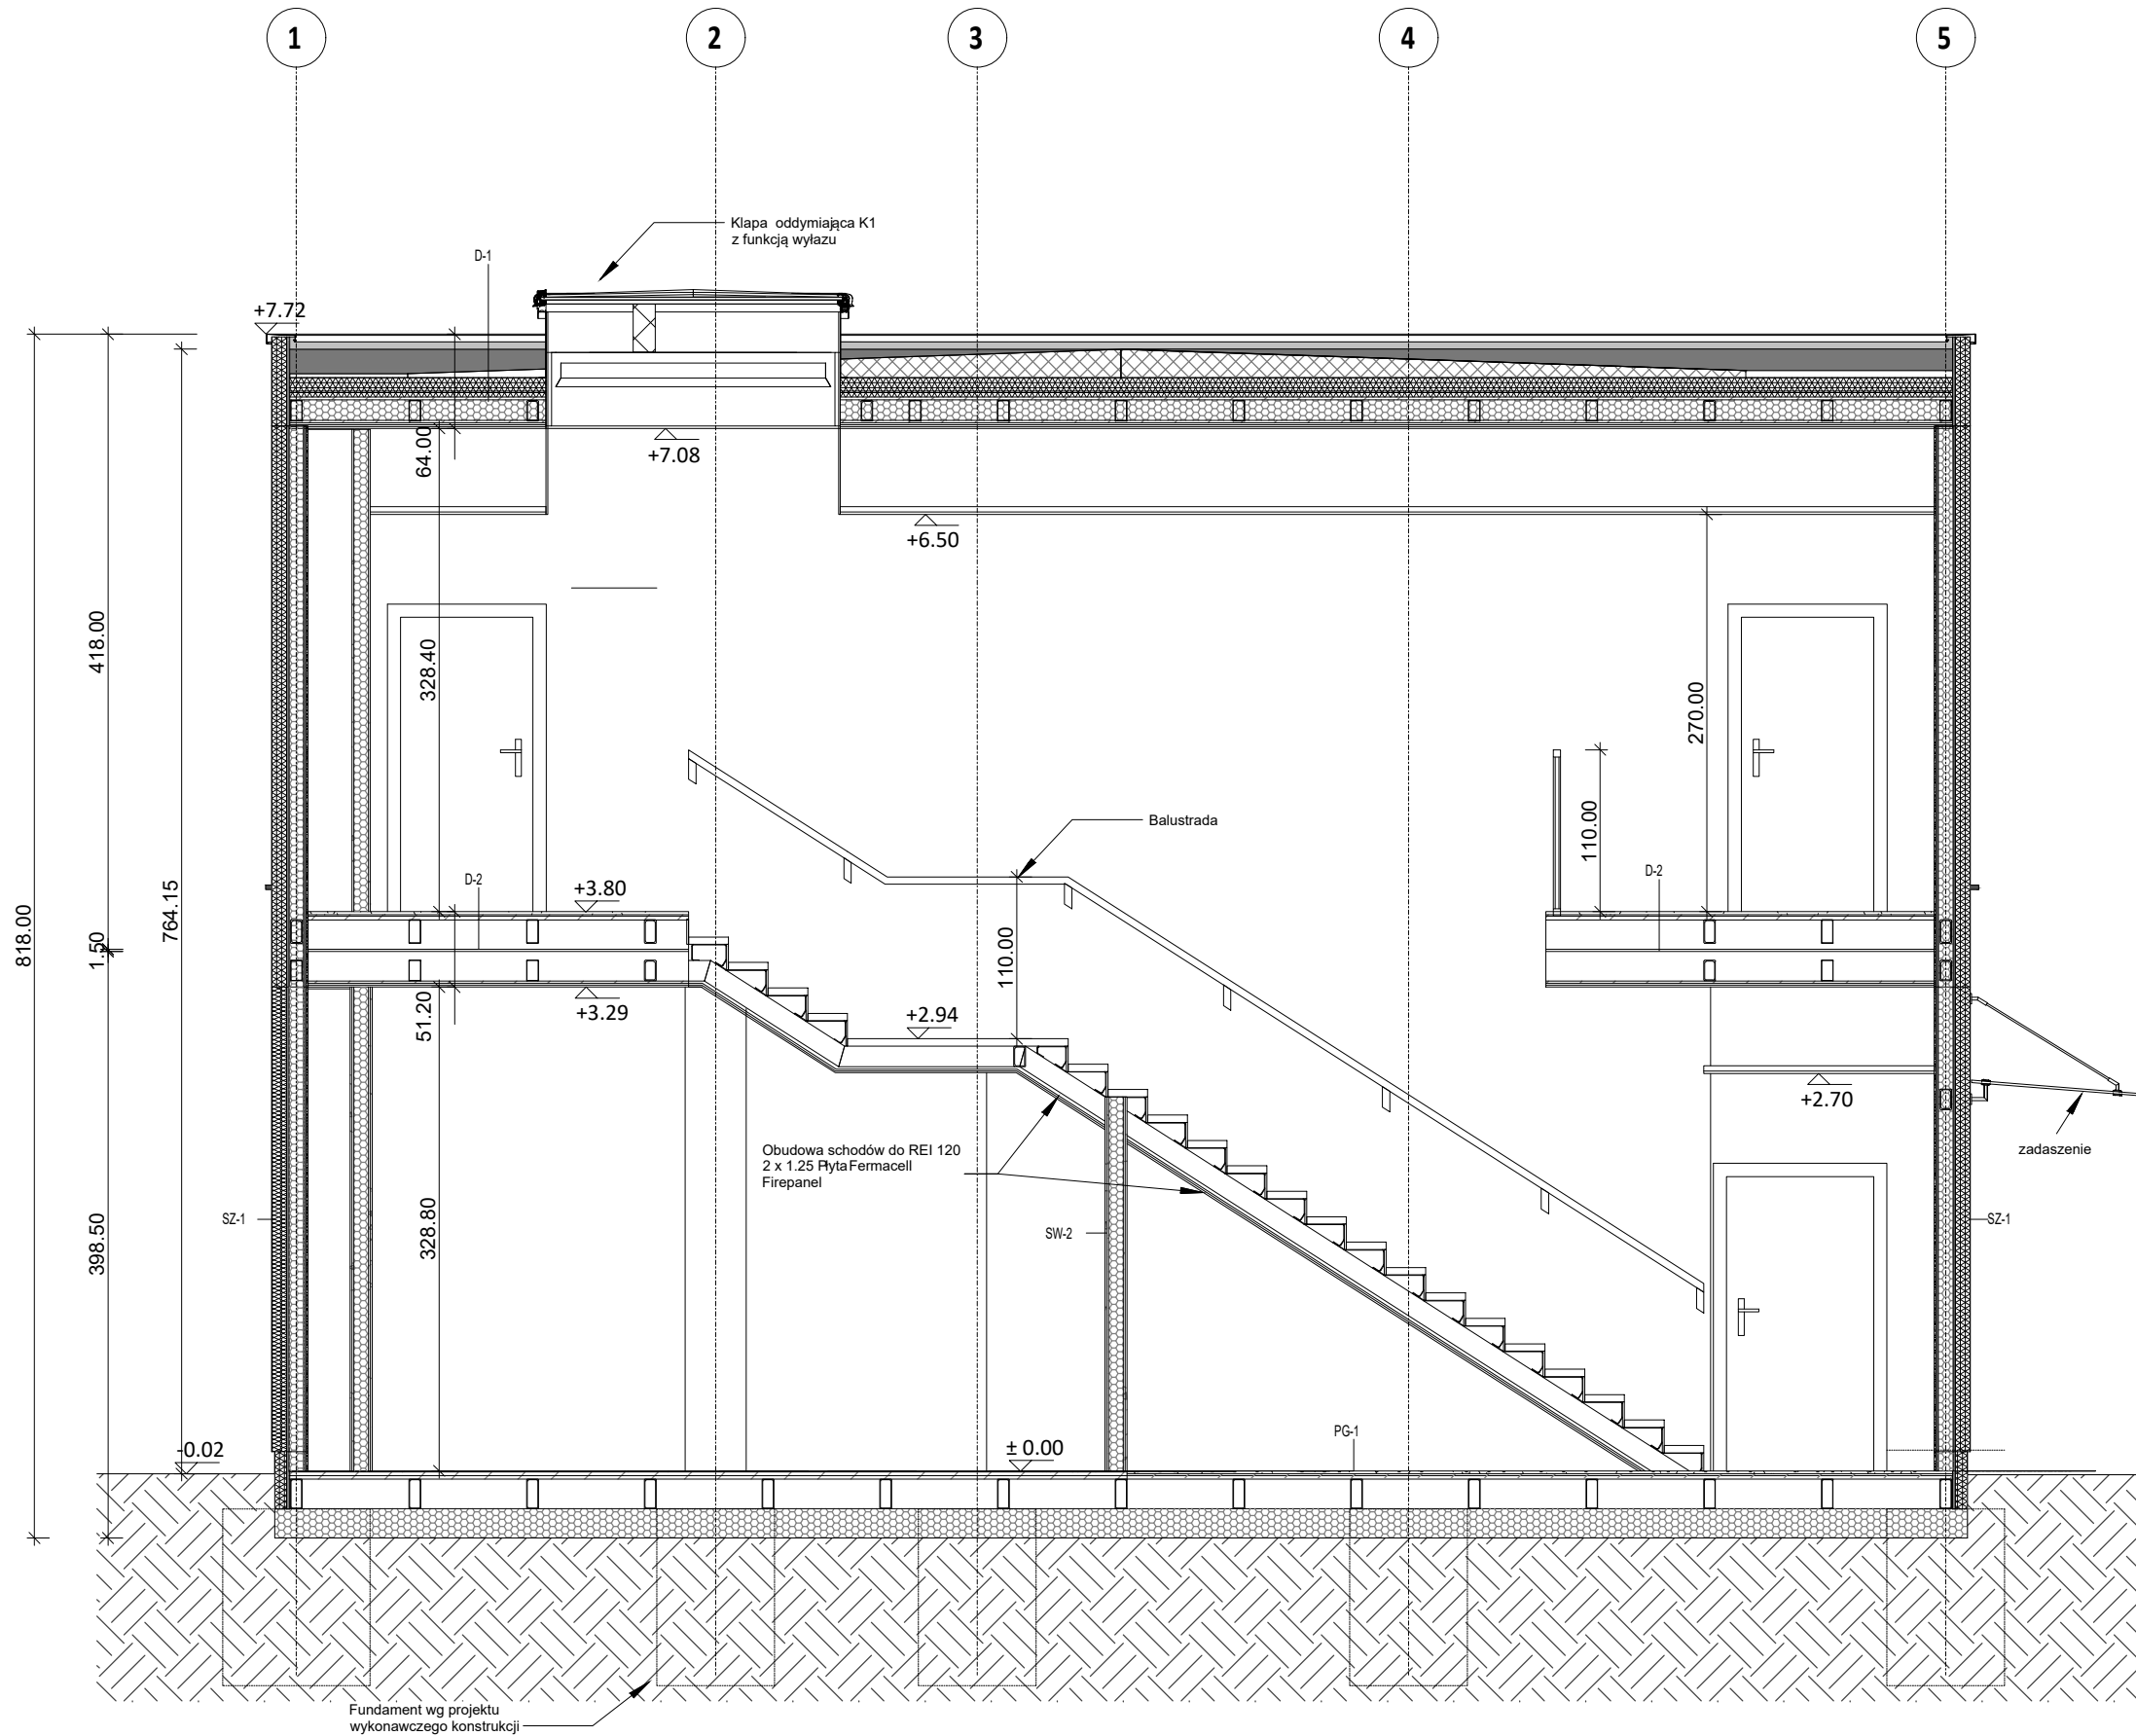 1
2
3
4
5
Klapa oddymiająca K1
z funkcją wyłazu
D-1
+7.72
64.00
+7.08
+6.50
418.00
328.40
270.00
110.00
Balustrada
D-2
D-2
+3.80
764.15
818.00
1.50
110.00
51.20
+3.29
+2.94
+2.70
zadaszenie
Obudowa schodów do REI 120
2 x 1.25 Płyta Fermacell
Firepanel
SZ-1
SW-2
SZ-1
398.50
328.80
-0.02
± 0.00
PG-1
Fundament wg projektu
wykonawczego konstrukcji